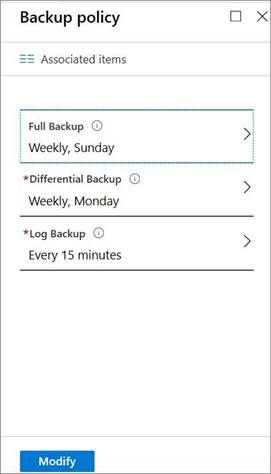 Backup policy
Associated items
Full Backup
Weekly, Sunday
*Differential Backup
Weekly, Monday
*Log Backup
Every 15 minutes
Modify